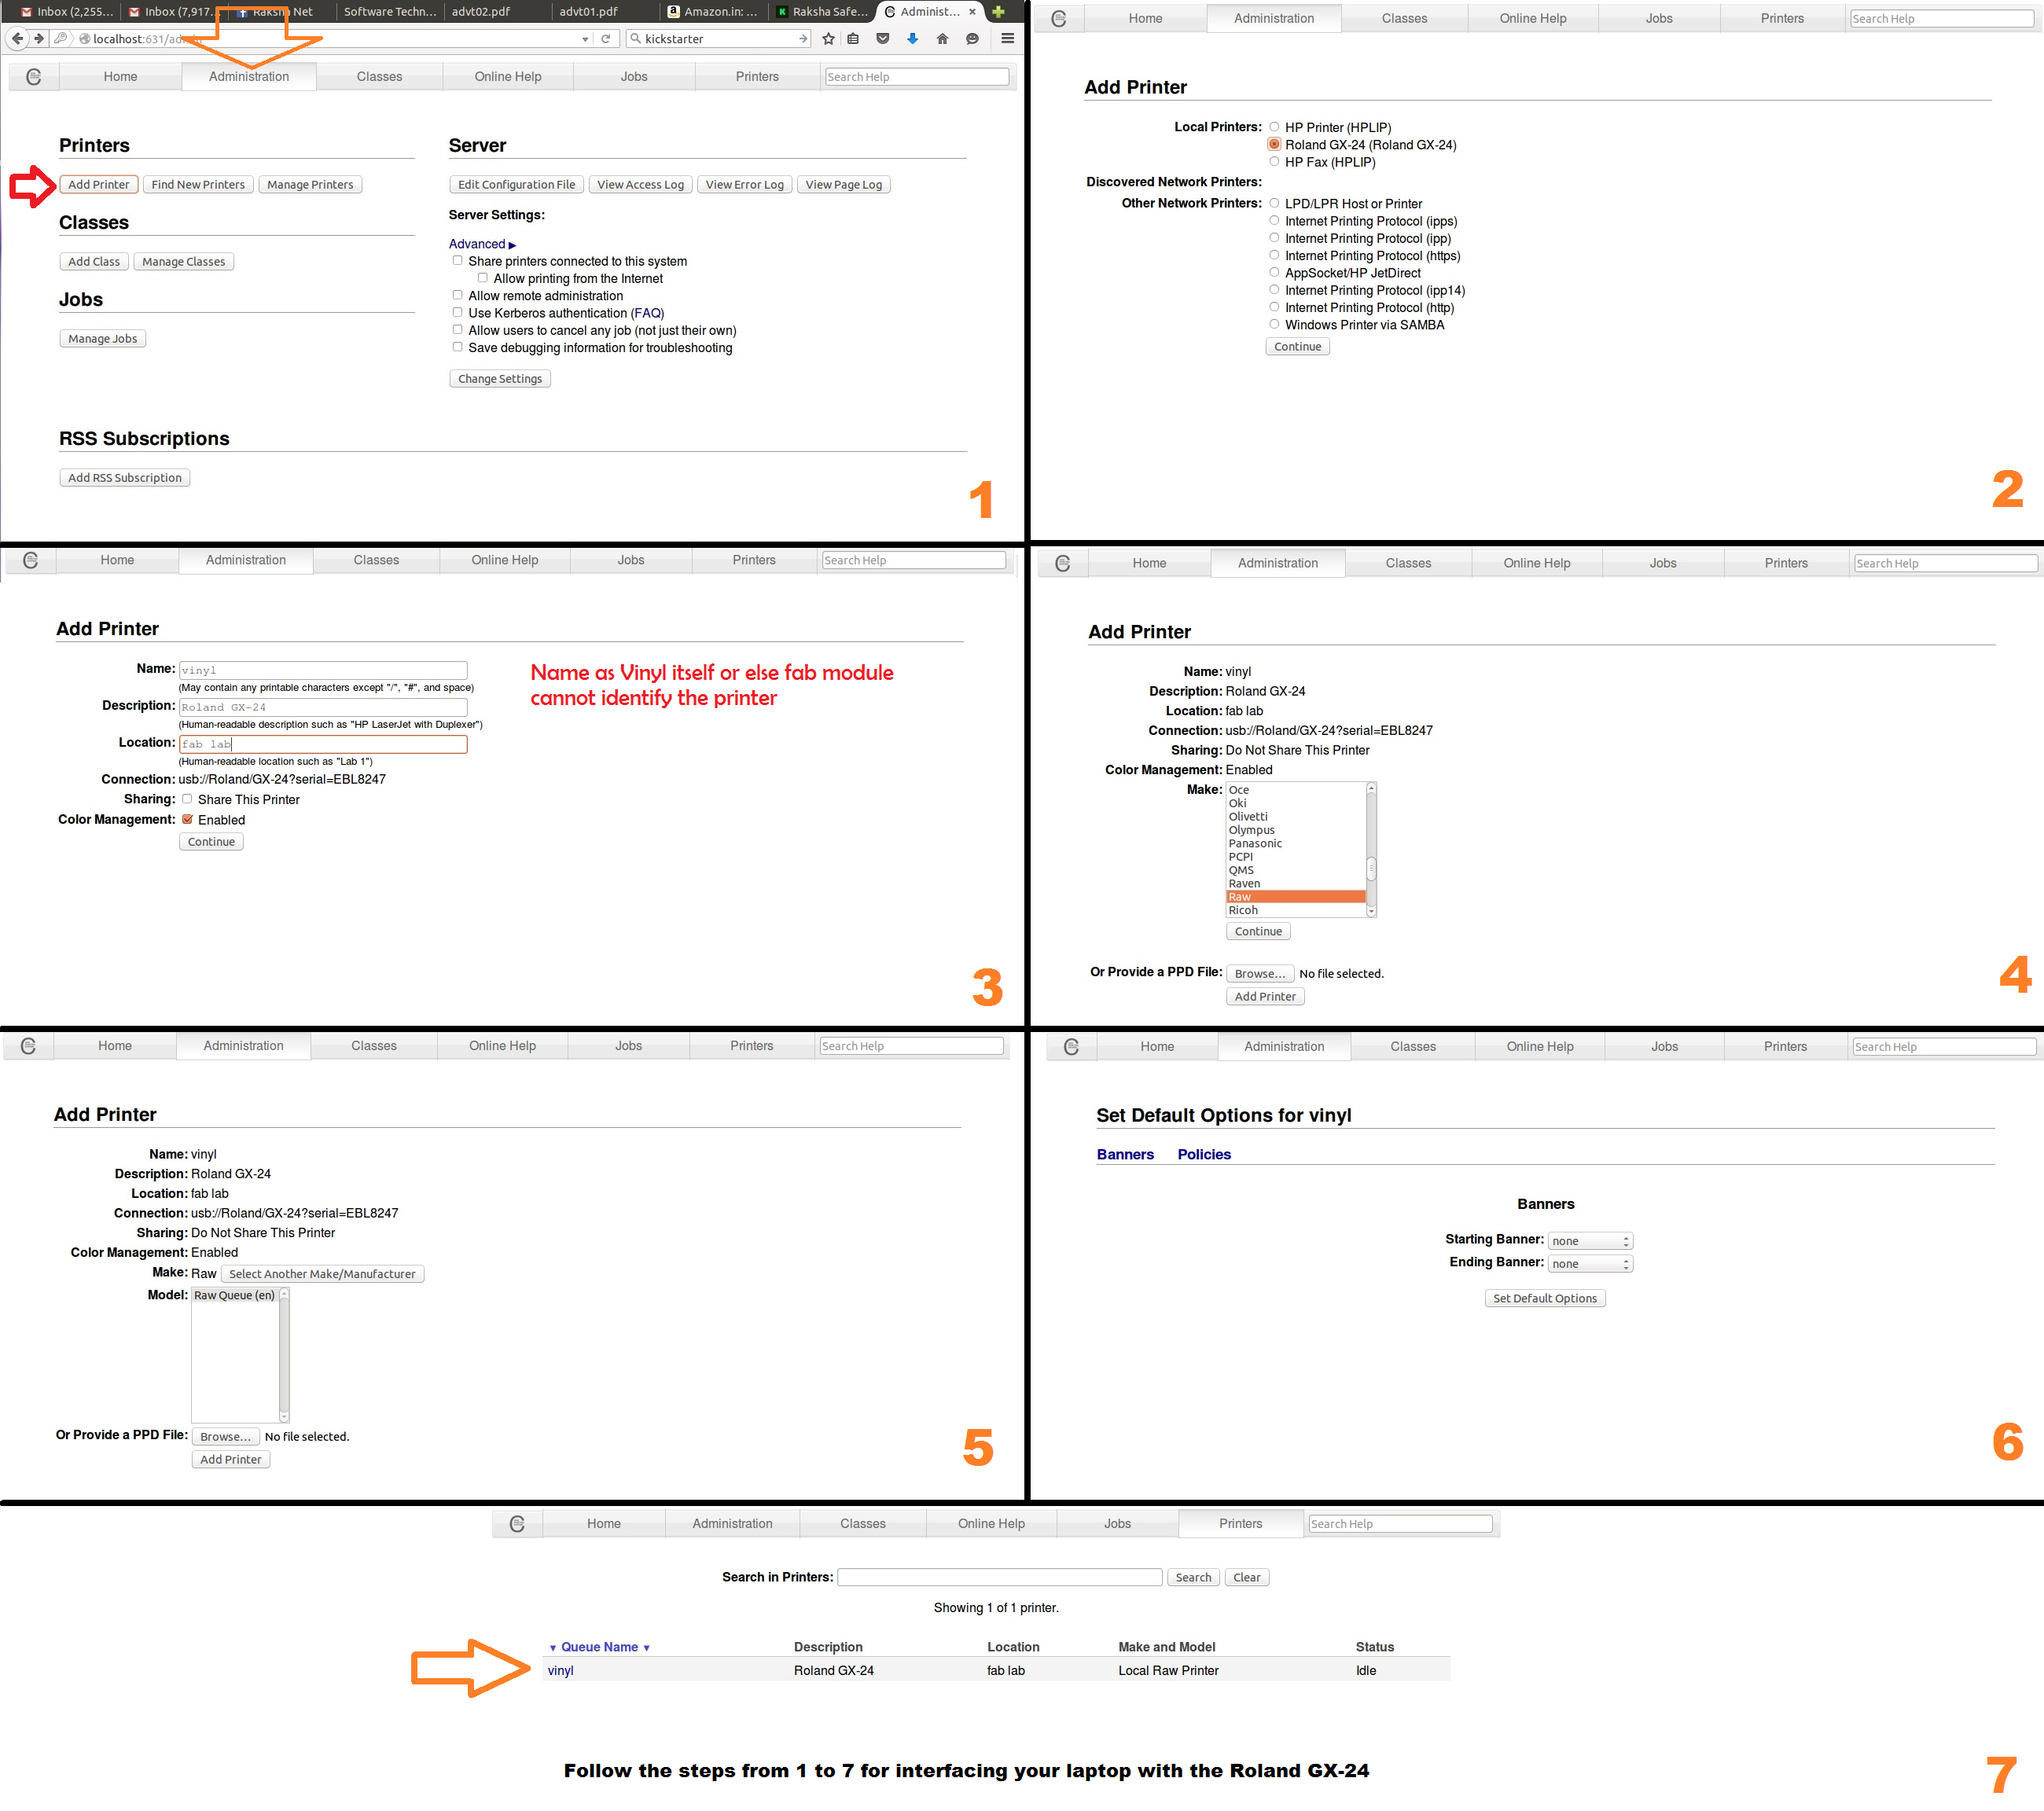 Inbox (2,255...
Inbox (7,917...
Raksha Net
Software Techn...
advt02.pdf
advt01.pdf
Amazon.in: ...
Raksha Safe...
Administ...
localhost:631/admin
kickstarter
Home
Administration
Classes
Online Help
Jobs
Printers
Search Help
Printers
Add Printer
Find New Printers
Manage Printers
Classes
Add Class
Manage Classes
Jobs
Manage Jobs
Server
Edit Configuration File
View Access Log
View Error Log
View Page Log
Server Settings:
Advanced ▶
Share printers connected to this system
Allow printing from the Internet
Allow remote administration
Use Kerberos authentication (FAQ)
Allow users to cancel any job (not just their own)
Save debugging information for troubleshooting
Change Settings
RSS Subscriptions
Add RSS Subscription
1
Home
Administration
Classes
Online Help
Jobs
Printers
Search Help
Add Printer
Local Printers:
HP Printer (HPLIP)
Roland GX-24 (Roland GX-24)
HP Fax (HPLIP)
Discovered Network Printers:
Other Network Printers:
LPD/LPR Host or Printer
Internet Printing Protocol (ipps)
Internet Printing Protocol (ipp)
Internet Printing Protocol (https)
AppSocket/HP JetDirect
Internet Printing Protocol (ipp14)
Internet Printing Protocol (http)
Windows Printer via SAMBA
Continue
2
Home
Administration
Classes
Online Help
Jobs
Printers
Search Help
Add Printer
Name: vinyl
(May contain any printable characters except "/", "#", and space)
Description: Roland GX-24
(Human-readable description such as "HP LaserJet with Duplexer")
Location: fab lab
(Human-readable location such as "Lab 1")
Connection: usb://Roland/GX-24?serial=EBL8247
Sharing: Share This Printer
Color Management: Enabled
Continue
Name as Vinyl itself or else fab module
cannot identify the printer
3
Home
Administration
Classes
Online Help
Jobs
Printers
Search Help
Add Printer
Name: vinyl
Description: Roland GX-24
Location: fab lab
Connection: usb://Roland/GX-24?serial=EBL8247
Sharing: Do Not Share This Printer
Color Management: Enabled
Make: Oce
Oki
Olivetti
Olympus
Panasonic
PCPI
QMS
Raven
Raw
Ricoh
Continue
Or Provide a PPD File: Browse... No file selected.
Add Printer
4
Home
Administration
Classes
Online Help
Jobs
Printers
Search Help
Add Printer
Name: vinyl
Description: Roland GX-24
Location: fab lab
Connection: usb://Roland/GX-24?serial=EBL8247
Sharing: Do Not Share This Printer
Color Management: Enabled
Make: Raw Select Another Make/Manufacturer
Model: Raw Queue (en)
Or Provide a PPD File: Browse... No file selected.
Add Printer
5
Home
Administration
Classes
Online Help
Jobs
Printers
Search Help
Set Default Options for vinyl
Banners
Policies
Banners
Starting Banner: none
Ending Banner: none
Set Default Options
6
Home
Administration
Classes
Online Help
Jobs
Printers
Search Help
Search in Printers:
Search
Clear
Showing 1 of 1 printer.
▼ Queue Name ▼ Description Location Make and Model Status
vinyl Roland GX-24 fab lab Local Raw Printer Idle
Follow the steps from 1 to 7 for interfacing your laptop with the Roland GX-24
7